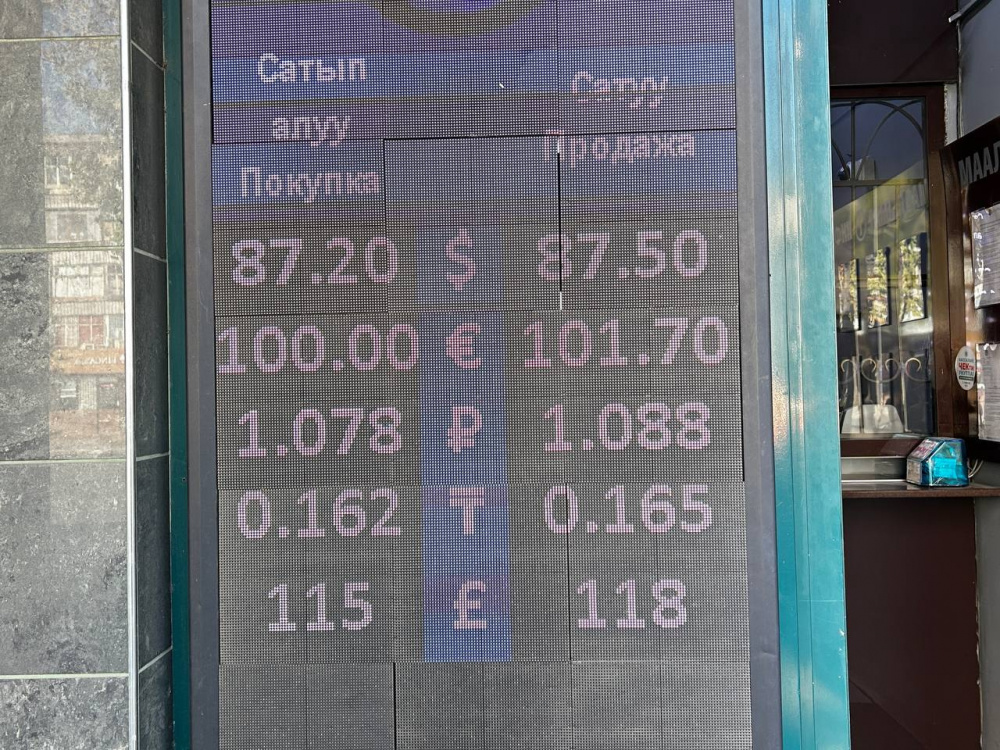 Сатып
алуу
Покупка
Сатуу
Продажа
87.20 $ 87.50
100.00 € 101.70
1.078 ₽ 1.088
0.162 ₸ 0.165
115 £ 118